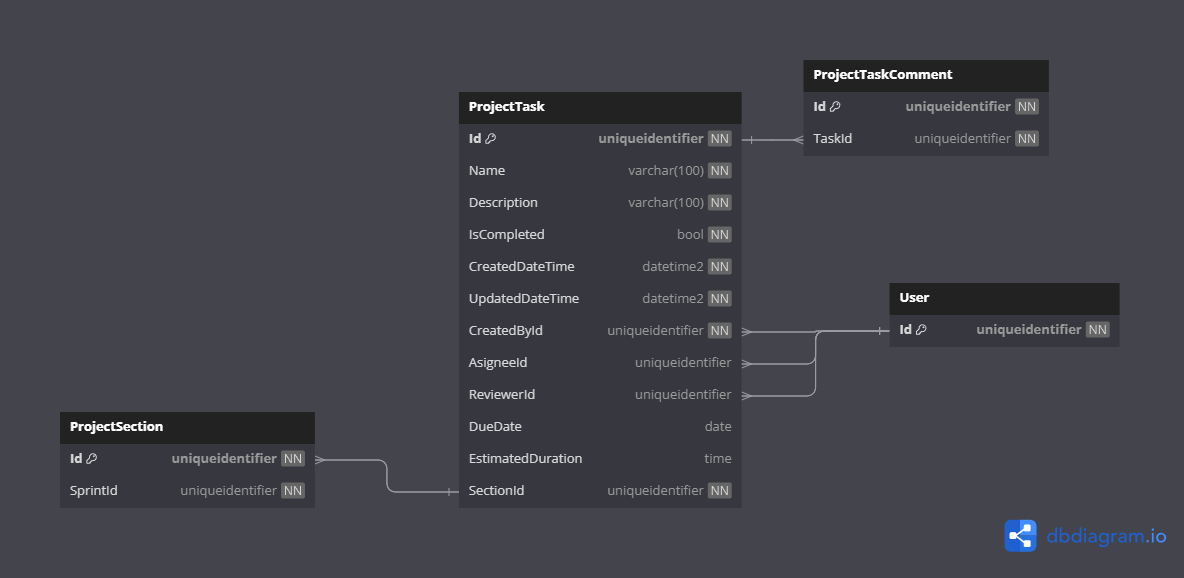 ProjectTaskComment
Id uniqueidentifier NN
TaskId uniqueidentifier NN
ProjectTask
Id uniqueidentifier NN
Name varchar(100) NN
Description varchar(100) NN
IsCompleted bool NN
CreatedDateTime datetime2 NN
UpdatedDateTime datetime2 NN
CreatedById uniqueidentifier NN
AsigneeId uniqueidentifier
ReviewerId uniqueidentifier
DueDate date
EstimatedDuration time
SectionId uniqueidentifier NN
User
Id uniqueidentifier NN
ProjectSection
Id uniqueidentifier NN
SprintId uniqueidentifier NN
dbdiagram.io